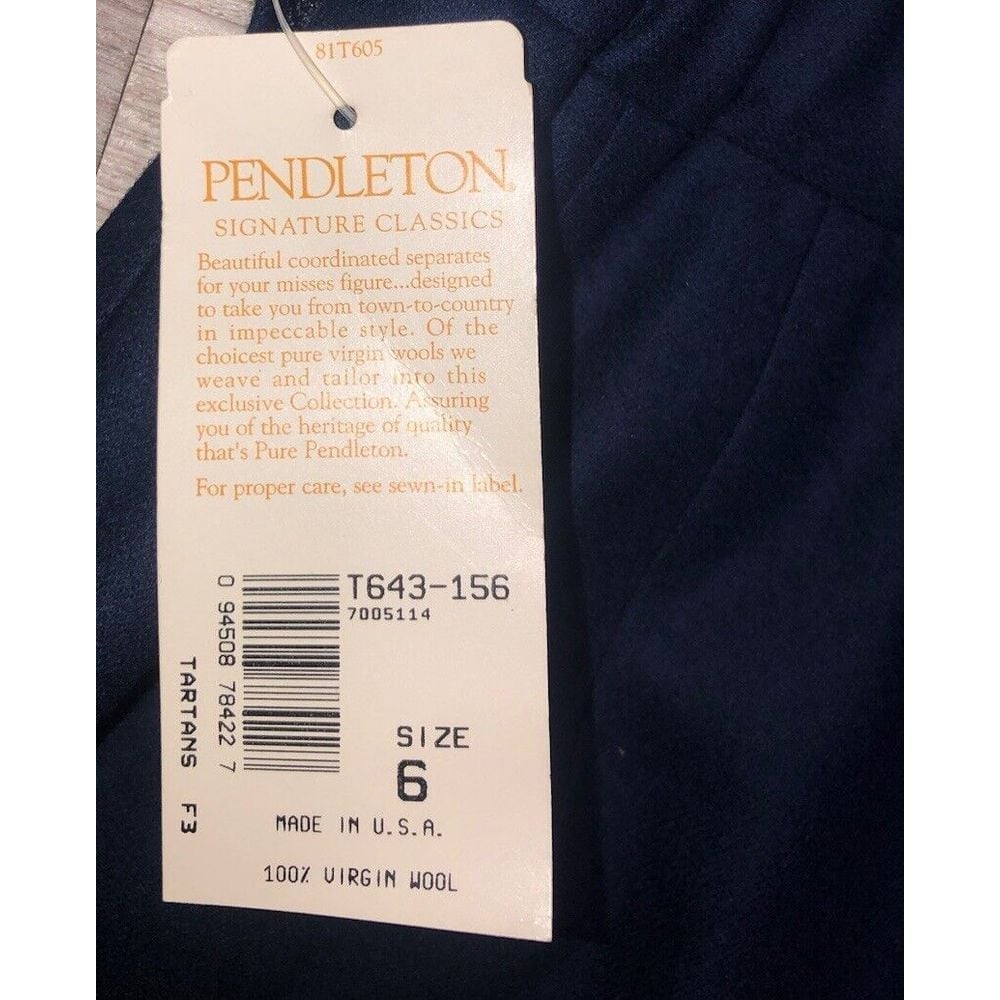 81T605
PENDLETON®
SIGNATURE CLASSICS
Beautiful coordinated separates
for your misses figure...designed
to take you from town-to-country
in impeccable style. Of the
choicest pure virgin wools we
weave and tailor into this
exclusive Collection. Assuring
you of the heritage of quality
that's Pure Pendleton.
For proper care, see sewn-in label.
T643-156
7005114
0 94508 78422 7
TARTANS F3
SIZE
6
MADE IN U.S.A.
100% VIRGIN WOOL